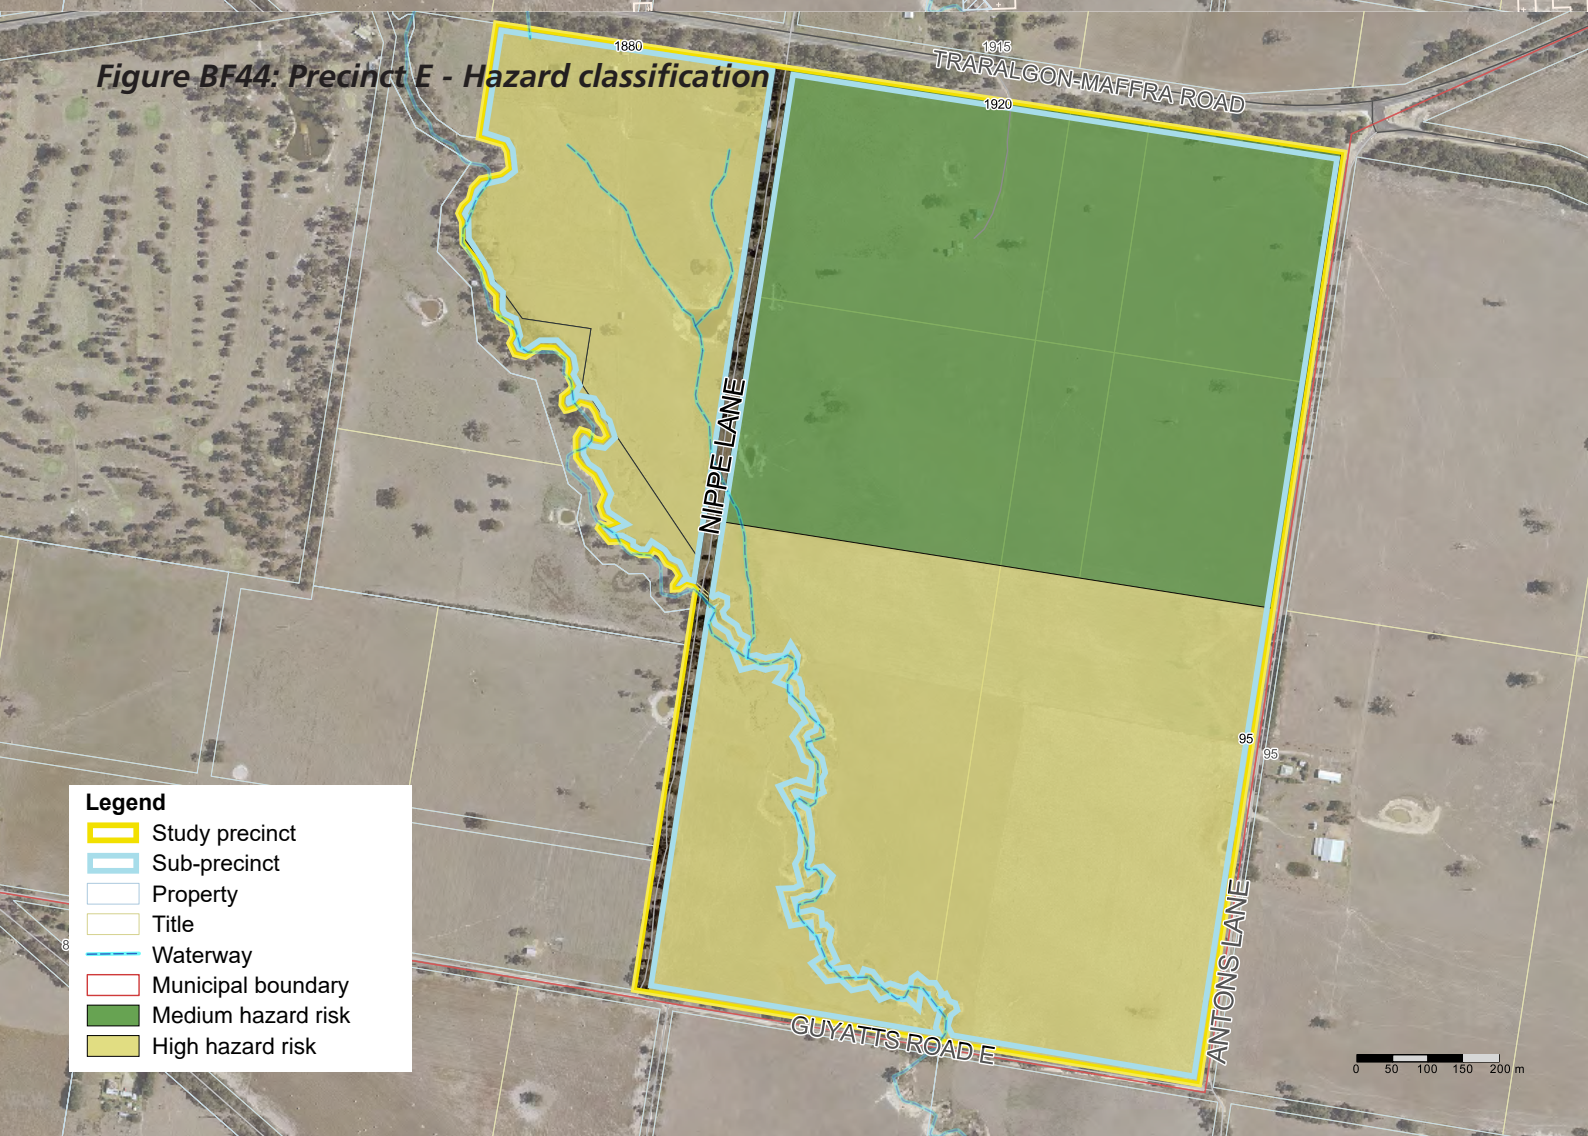 1880
1915
Figure BF44: Precinct E - Hazard classification
TRARALGON-MAFFRA ROAD
1920
NIPPE LANE
95
95
Legend
Study precinct
Sub-precinct
Property
Title
Waterway
Municipal boundary
Medium hazard risk
High hazard risk
8
ANTONS LANE
GUYATTS ROAD E
0 50 100 150 200 m